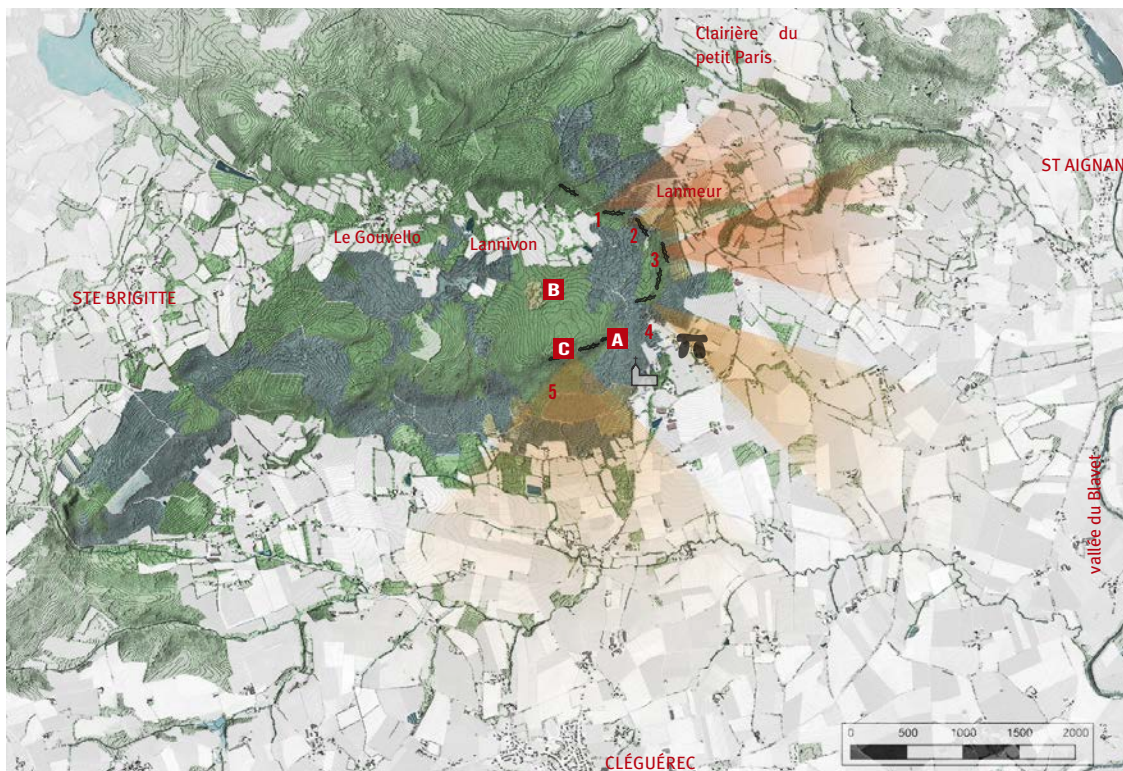 Clairière du
petit Paris
ST AIGNAN
Lanmeur
1
2
Le Gouvello
Lannivon
3
STE BRIGITTE
B
4
A
C
5
vallée du Blavet
0 500 1000 1500 2000
CLÉGUÉREC